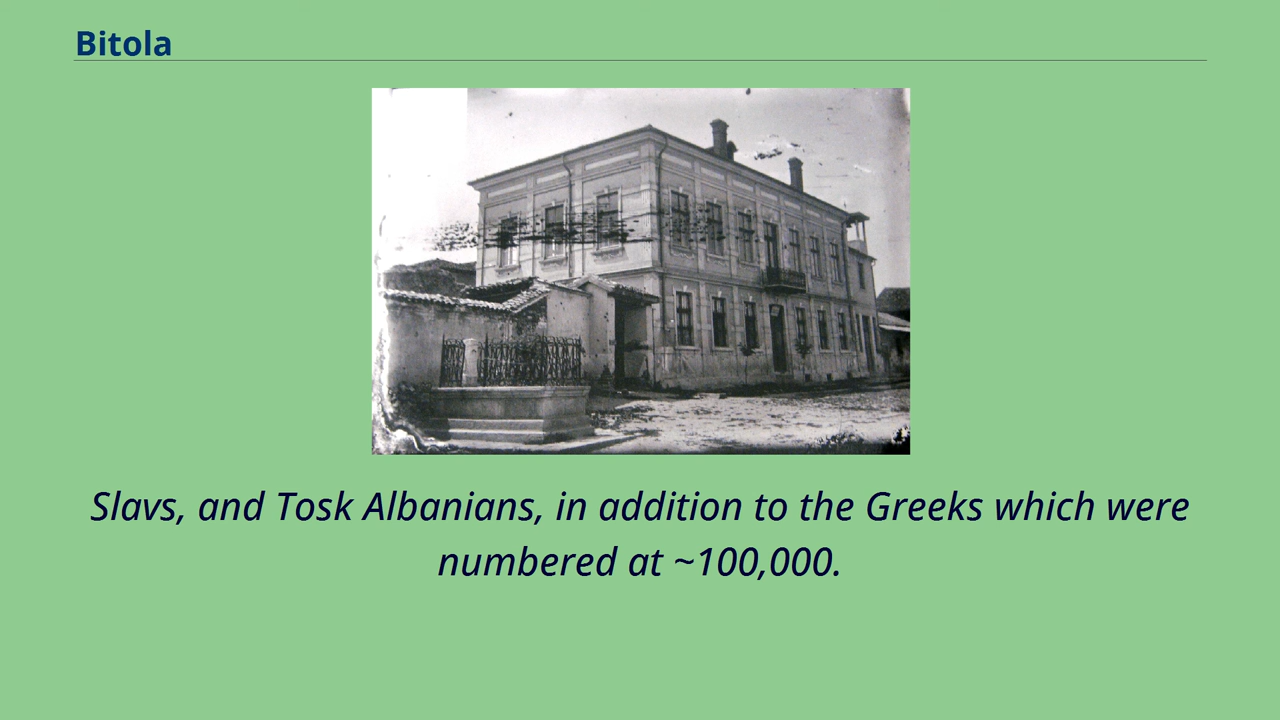 Bitola
Slavs, and Tosk Albanians, in addition to the Greeks which were
numbered at ~100,000.